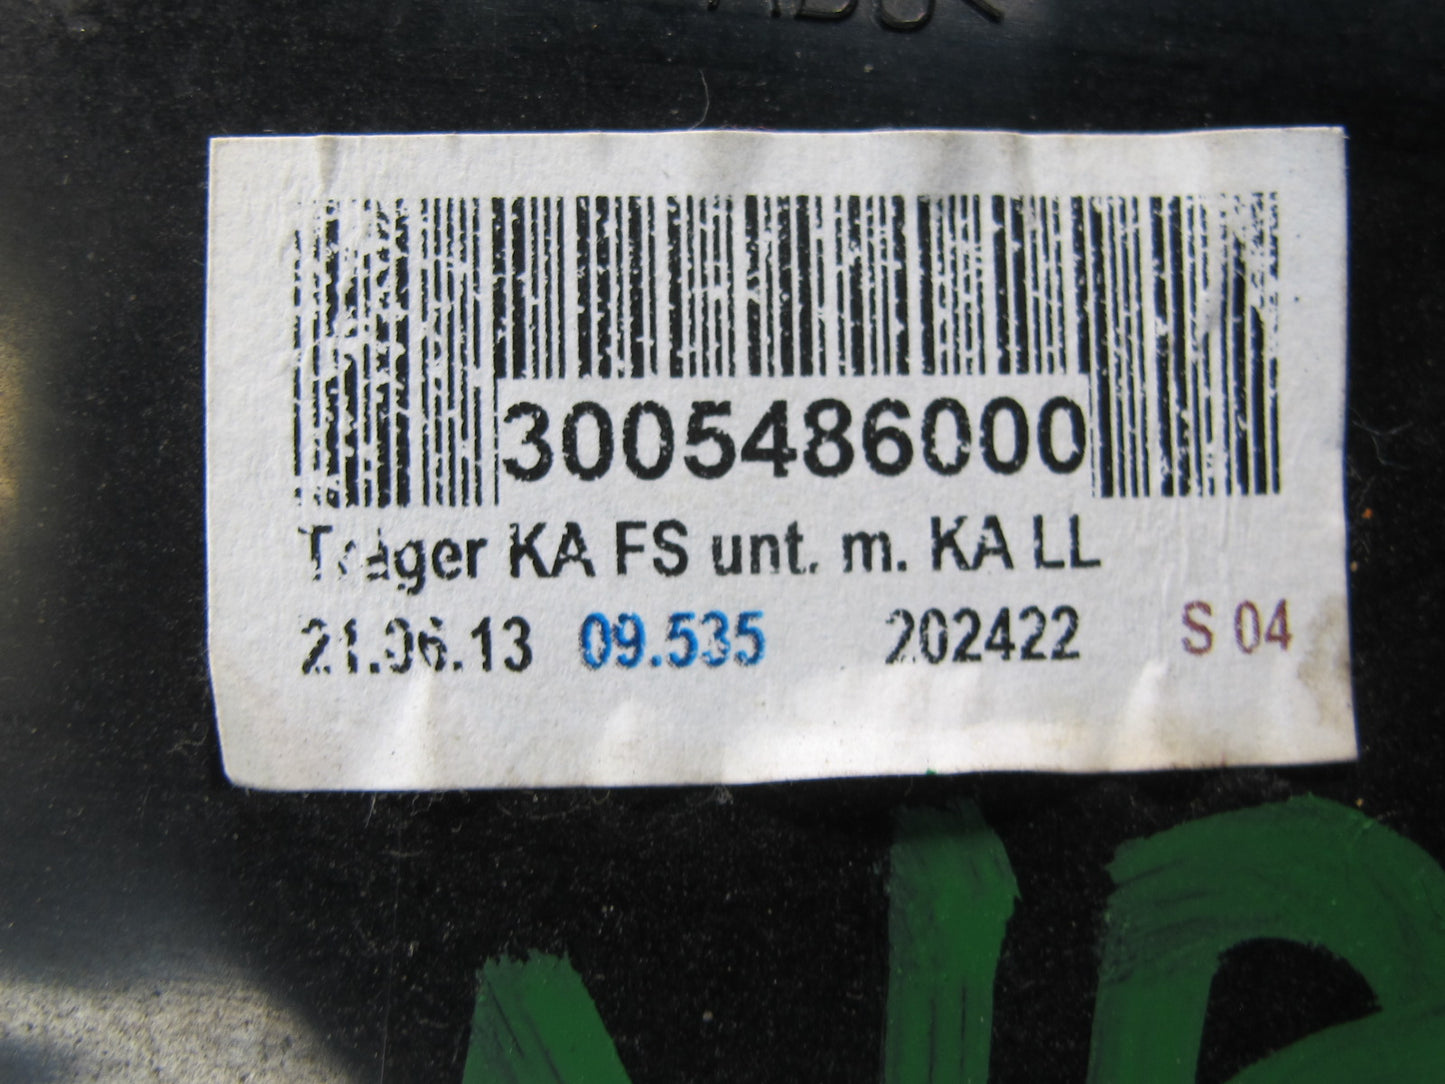 3005486000
Träger KA FS unt. m. KA LL
21.06.13 09.535 202422 S 04